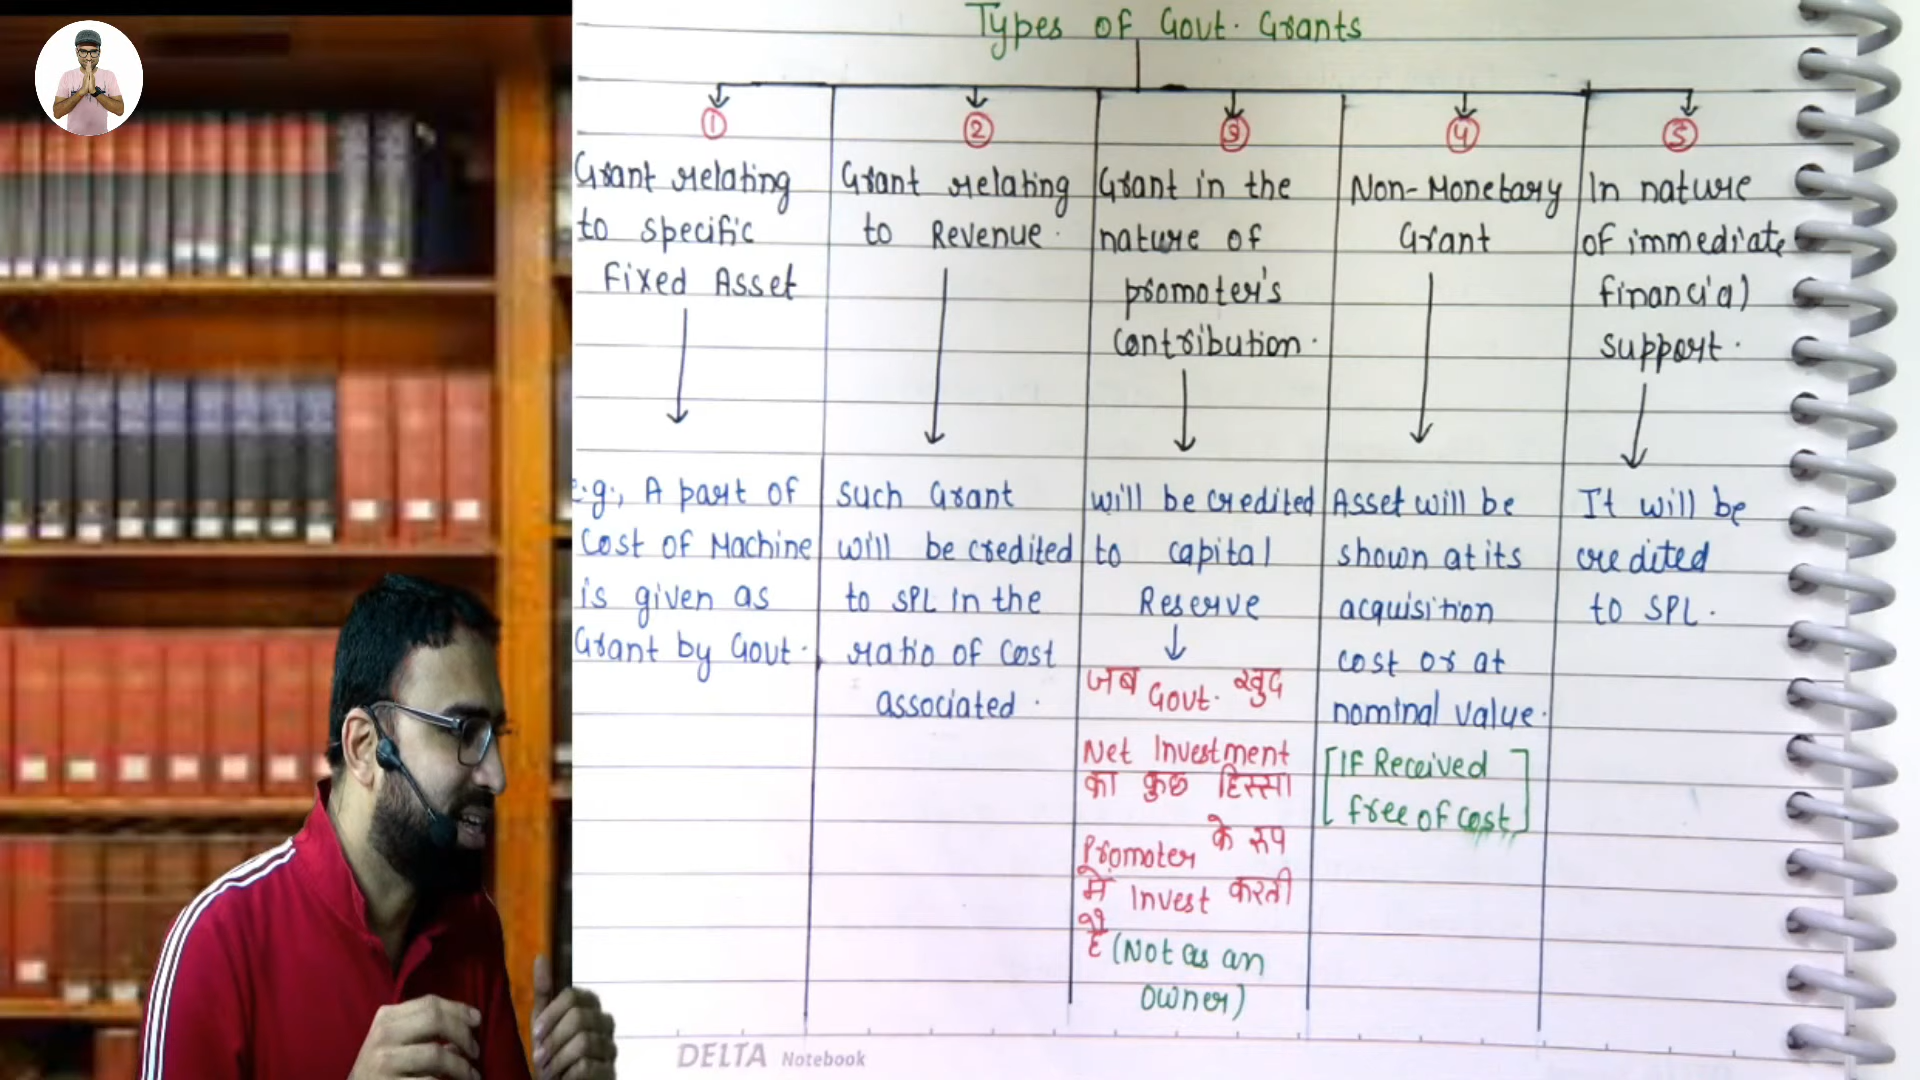 Types of Govt. Grants
①
Grant relating
to specific
Fixed Asset
e.g., A part of
Cost of Machine
is given as
Grant by Govt.
②
Grant relating
to Revenue.
such Grant
will be credited
to SPL in the
ratio of cost
associated.
③
Grant in the
nature of
promoter's
contribution.
will be credited
to capital
Reserve
जब Govt. खुद
Net Investment
का कुछ हिस्सा
Promoter के रूप
में Invest करती
है (Not as an
owner)
④
Non-Monetary
Grant
Asset will be
shown at its
acquisition
cost or at
nominal value.
[IF Received
free of cost]
⑤
In nature
of immediate
financial
support.
It will be
credited
to SPL.
DELTA Notebook